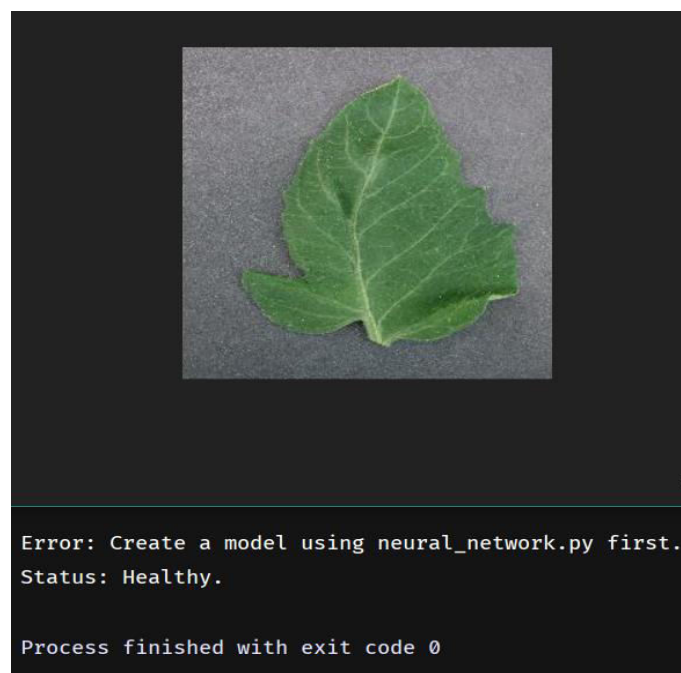 Error: Create a model using neural_network.py first.
Status: Healthy.
Process finished with exit code 0